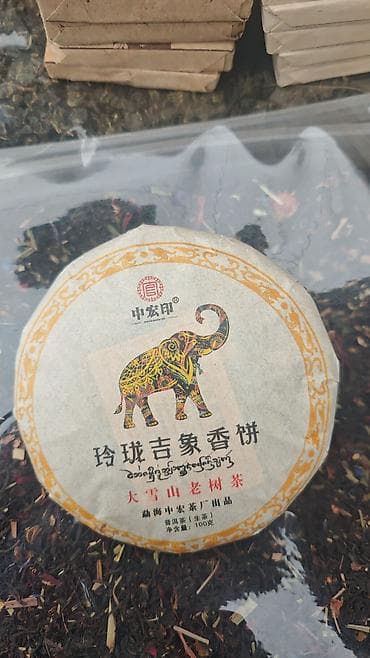 中宏印®
玲珑吉象香饼
大雪山老树茶
勐海中宏茶厂出品
普洱茶（生茶）
净含量：100克